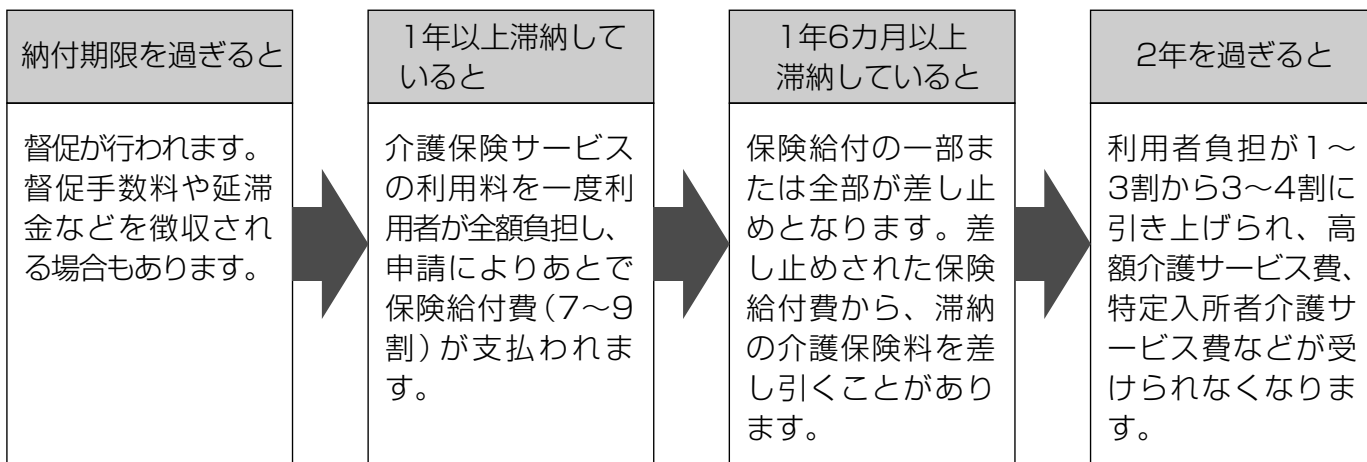 納付期限を過ぎると
督促が行われます。
督促手数料や延滞
金などを徴収され
る場合もあります。
1年以上滞納して
いると
介護保険サービス
の利用料を一度利
用者が全額負担し、
申請によりあとで
保険給付費(7〜9
割)が支払われま
す。
1年6カ月以上
滞納していると
保険給付の一部ま
たは全部が差し止
めとなります。差
し止めされた保険
給付費から、滞納
の介護保険料を差
し引くことがあり
ます。
2年を過ぎると
利用者負担が1〜
3割から3〜4割に
引き上げられ、高
額介護サービス費、
特定入所者介護サ
ービス費などが受
けられなくなりま
す。